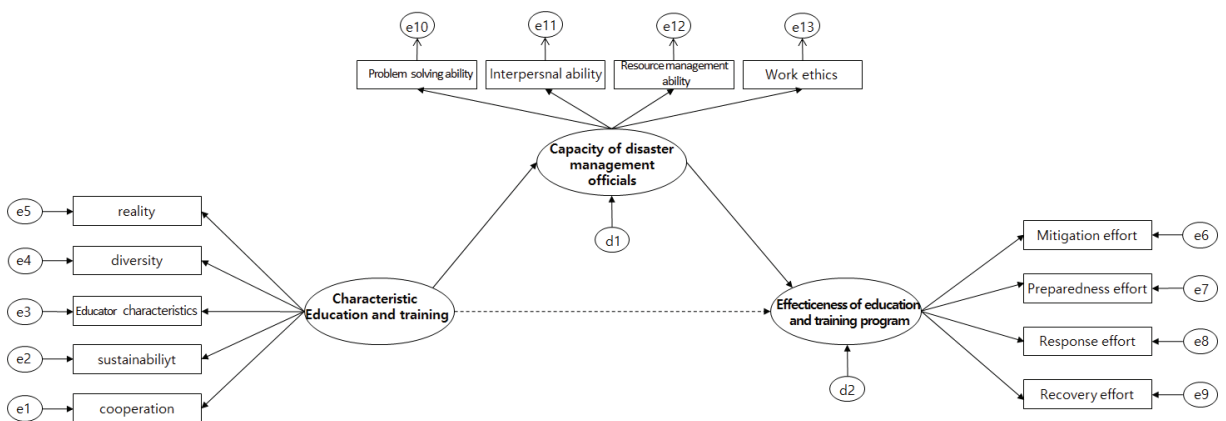 e10
e11
e12
e13
Problem solving ability
Interpersnal ability
Resource management
ability
Work ethics
Capacity of disaster
management
officials
d1
e5
reality
e4
diversity
e3
Educator characteristics
e2
sustainabiliyt
e1
cooperation
Characteristic
Education and training
Effecticeness of education
and training program
d2
Mitigation effort
e6
Preparedness effort
e7
Response effort
e8
Recovery effort
e9